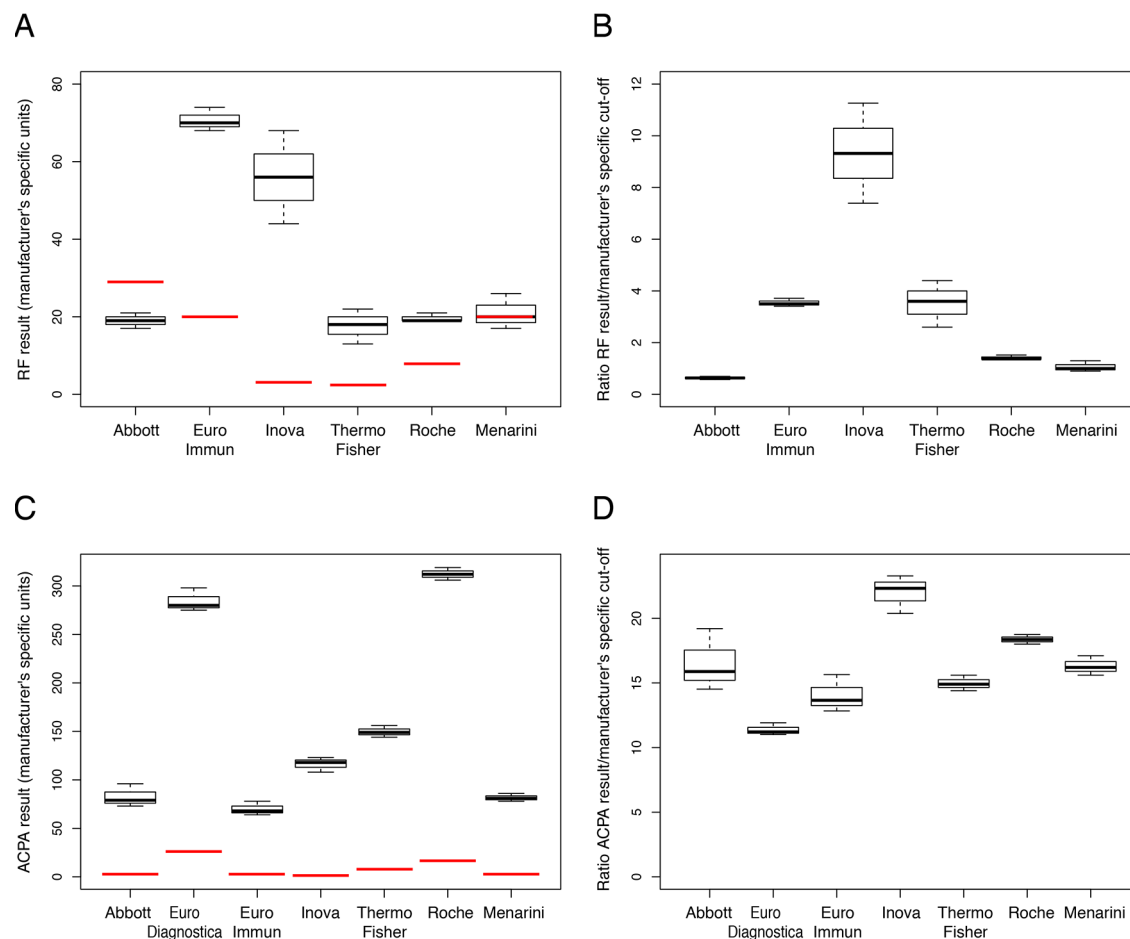 A
RF result (manufacturer's specific units)
80
60
40
20
0
Abbott
Euro
Immun
Inova
Thermo
Fisher
Roche
Menarini
B
Ratio RF result/manufacturer's specific cut-off
12
10
8
6
4
2
0
Abbott
Euro
Immun
Inova
Thermo
Fisher
Roche
Menarini
C
ACPA result (manufacturer's specific units)
300
250
200
150
100
50
0
Abbott
Euro
Diagnostica
Euro
Immun
Inova
Thermo
Fisher
Roche
Menarini
D
Ratio ACPA result/manufacturer's specific cut-off
20
15
10
5
0
Abbott
Euro
Diagnostica
Euro
Immun
Inova
Thermo
Fisher
Roche
Menarini